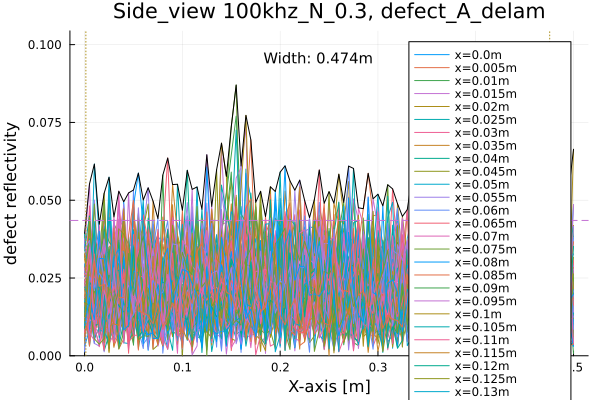 Side_view 100khz_N_0.3, defect_A_delam
Width: 0.474m
defect reflectivity
0.100
0.075
0.050
0.025
0.000
0.0
0.1
0.2
0.3
.5
X-axis [m]
x=0.0m
x=0.005m
x=0.01m
x=0.015m
x=0.02m
x=0.025m
x=0.03m
x=0.035m
x=0.04m
x=0.045m
x=0.05m
x=0.055m
x=0.06m
x=0.065m
x=0.07m
x=0.075m
x=0.08m
x=0.085m
x=0.09m
x=0.095m
x=0.1m
x=0.105m
x=0.11m
x=0.115m
x=0.12m
x=0.125m
x=0.13m